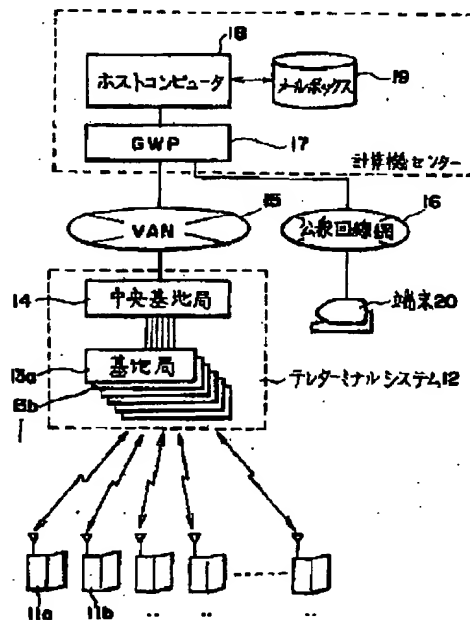 18
ホストコンピュータ
メールボックス
19
GWP
17
計算機センター
15
16
VAN
公衆回線網
14
中央基地局
端末20
13a
基地局
13b
テレターミナルシステム12
11a
11b